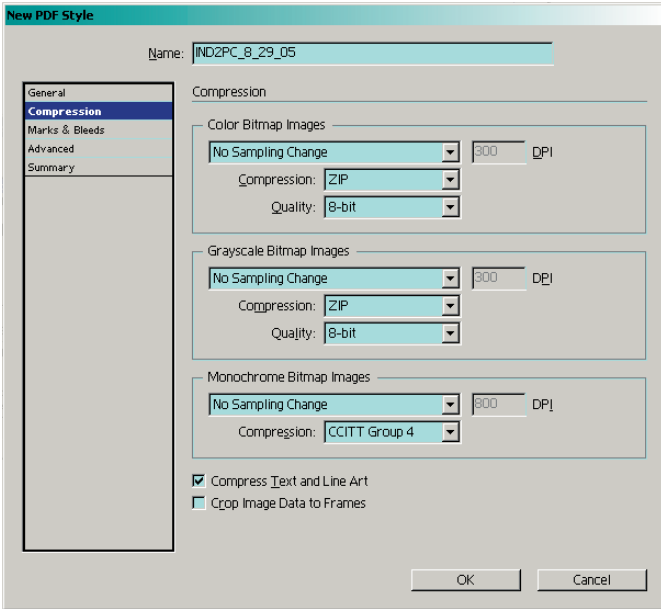 New PDF Style
Name: IND2PC_8_29_05
General
Compression
Marks & Bleeds
Advanced
Summary
Compression
Color Bitmap Images
No Sampling Change 300 DPI
Compression: ZIP
Quality: 8-bit
Grayscale Bitmap Images
No Sampling Change 300 DPI
Compression: ZIP
Quality: 8-bit
Monochrome Bitmap Images
No Sampling Change 800 DPI
Compression: CCITT Group 4
Compress Text and Line Art
Crop Image Data to Frames
OK Cancel